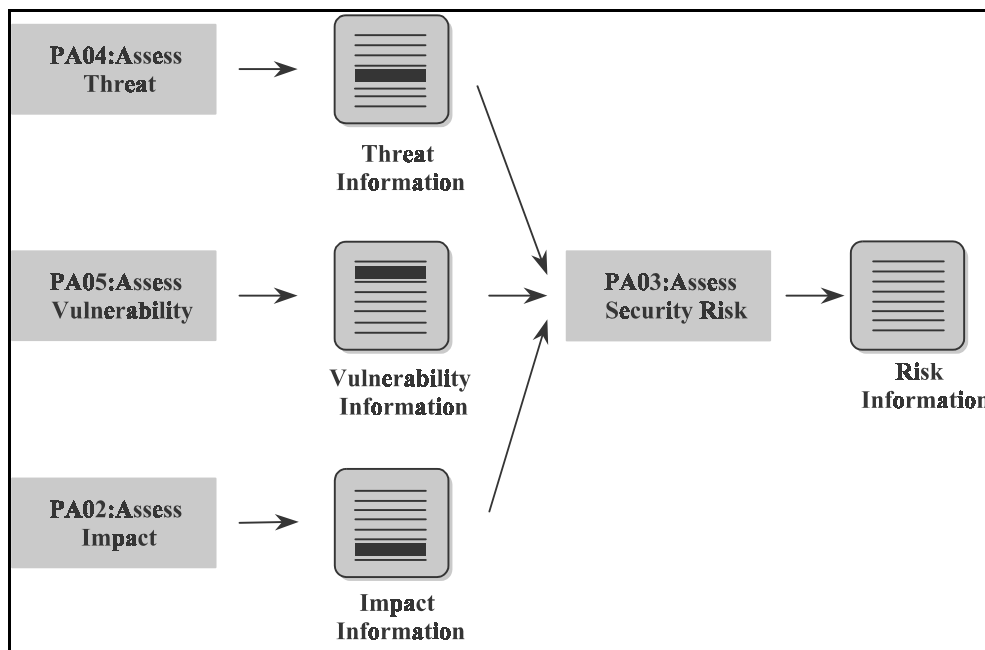 PA04:Assess
Threat
Threat
Information
PA05:Assess
Vulnerability
Vulnerability
Information
PA03:Assess
Security Risk
Risk
Information
PA02:Assess
Impact
Impact
Information